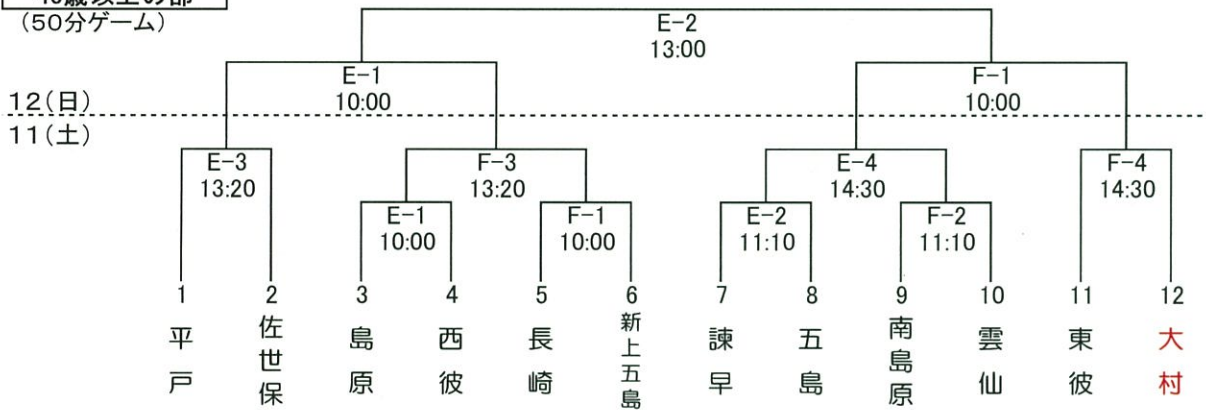 (50分ゲーム)
E-2
13:00
E-1
10:00
F-1
10:00
12(日)
11(土)
E-3
13:20
F-3
13:20
E-4
14:30
F-4
14:30
E-1
10:00
F-1
10:00
E-2
11:10
F-2
11:10
1 2 3 4 5 6 7 8 9 10 11 12
平戸
佐世保
島原
西彼
長崎
新上五島
諫早
五島
南島原
雲仙
東彼
大村